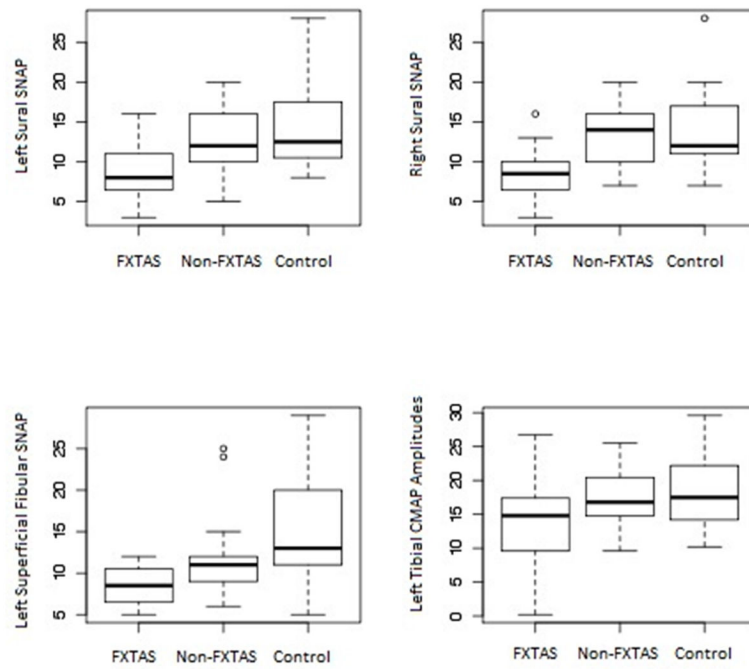 Left Sural SNAP
25
20
15
10
5
FXTAS Non-FXTAS Control
Right Sural SNAP
25
20
15
10
5
FXTAS Non-FXTAS Control
Left Superficial Fibular SNAP
25
20
15
10
5
FXTAS Non-FXTAS Control
Left Tibial CMAP Amplitudes
30
25
20
15
10
5
0
FXTAS Non-FXTAS Control